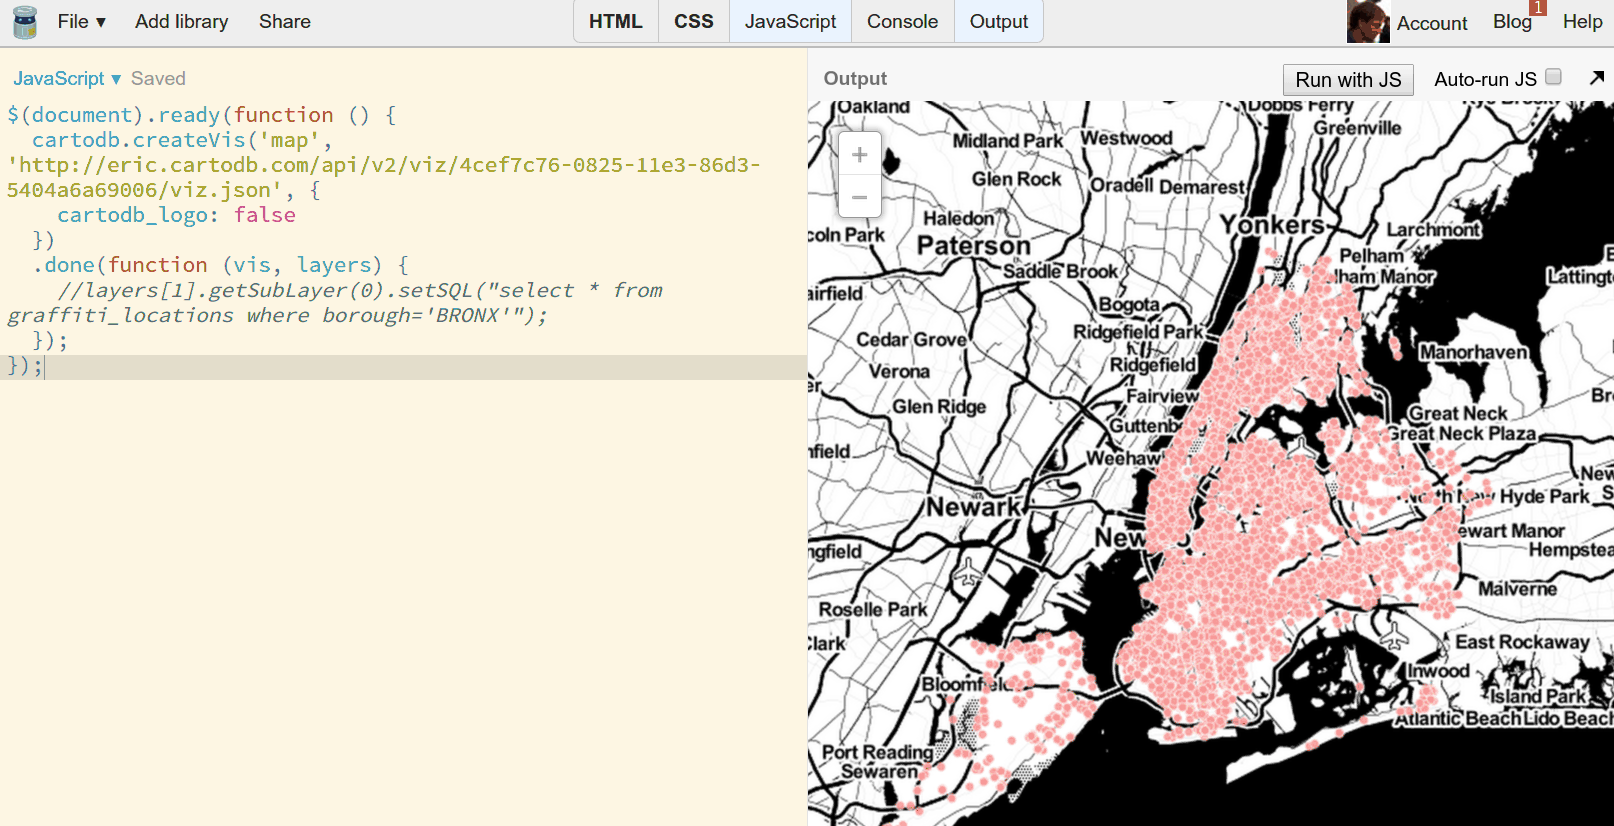 File ▾ Add library Share HTML CSS JavaScript Console Output Account Blog 1 Help
JavaScript ▾ Saved
$(document).ready(function () {
cartodb.createVis('map',
'http://eric.cartodb.com/api/v2/viz/4cef7c76-0825-11e3-86d3-
5404a6a69006/viz.json', {
cartodb_logo: false
})
.done(function (vis, layers) {
//layers[1].getSubLayer(0).setSQL("select * from
graffiti_locations where borough='BRONX'");
});
});
Output Run with JS Auto-run JS
+
−
Oakland
Dobbs Ferry
Midland Park
Westwood
Greenville
Glen Rock
Oradell
Demarest
Haledon
Yonkers
Larchmont
coln Park
Paterson
Pelham
lham Manor
Saddle Brook
Lattingt
airfield
Bogota
Ridgefield Park
Cedar Grove
Ridgefield
Manorhaven
Verona
Fairview
Glen Ridge
Great Neck
Guttenb
Great Neck Plaza
nfield
Weehaw
New
Newark
Hyde Park
New
ewart Manor
ngfield
Hempstea
Malverne
Roselle Park
Clark
East Rockaway
Inwood
Bloomfield
Island Park
Atlantic Beach
Lido Beach
Port Reading
Sewaren